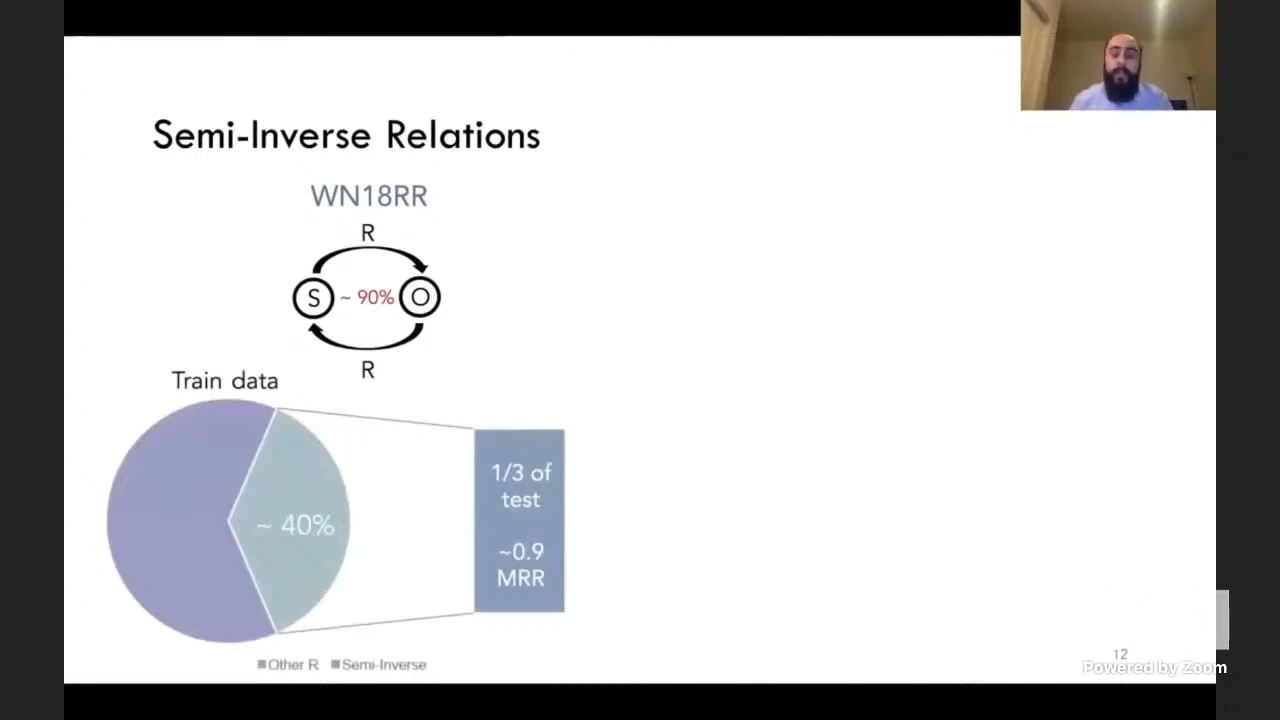 Semi-Inverse Relations
WN18RR
R
S ~ 90% O
R
Train data
~ 40%
1/3 of
test
~0.9
MRR
Other R Semi-Inverse
12
Powered by Zoom